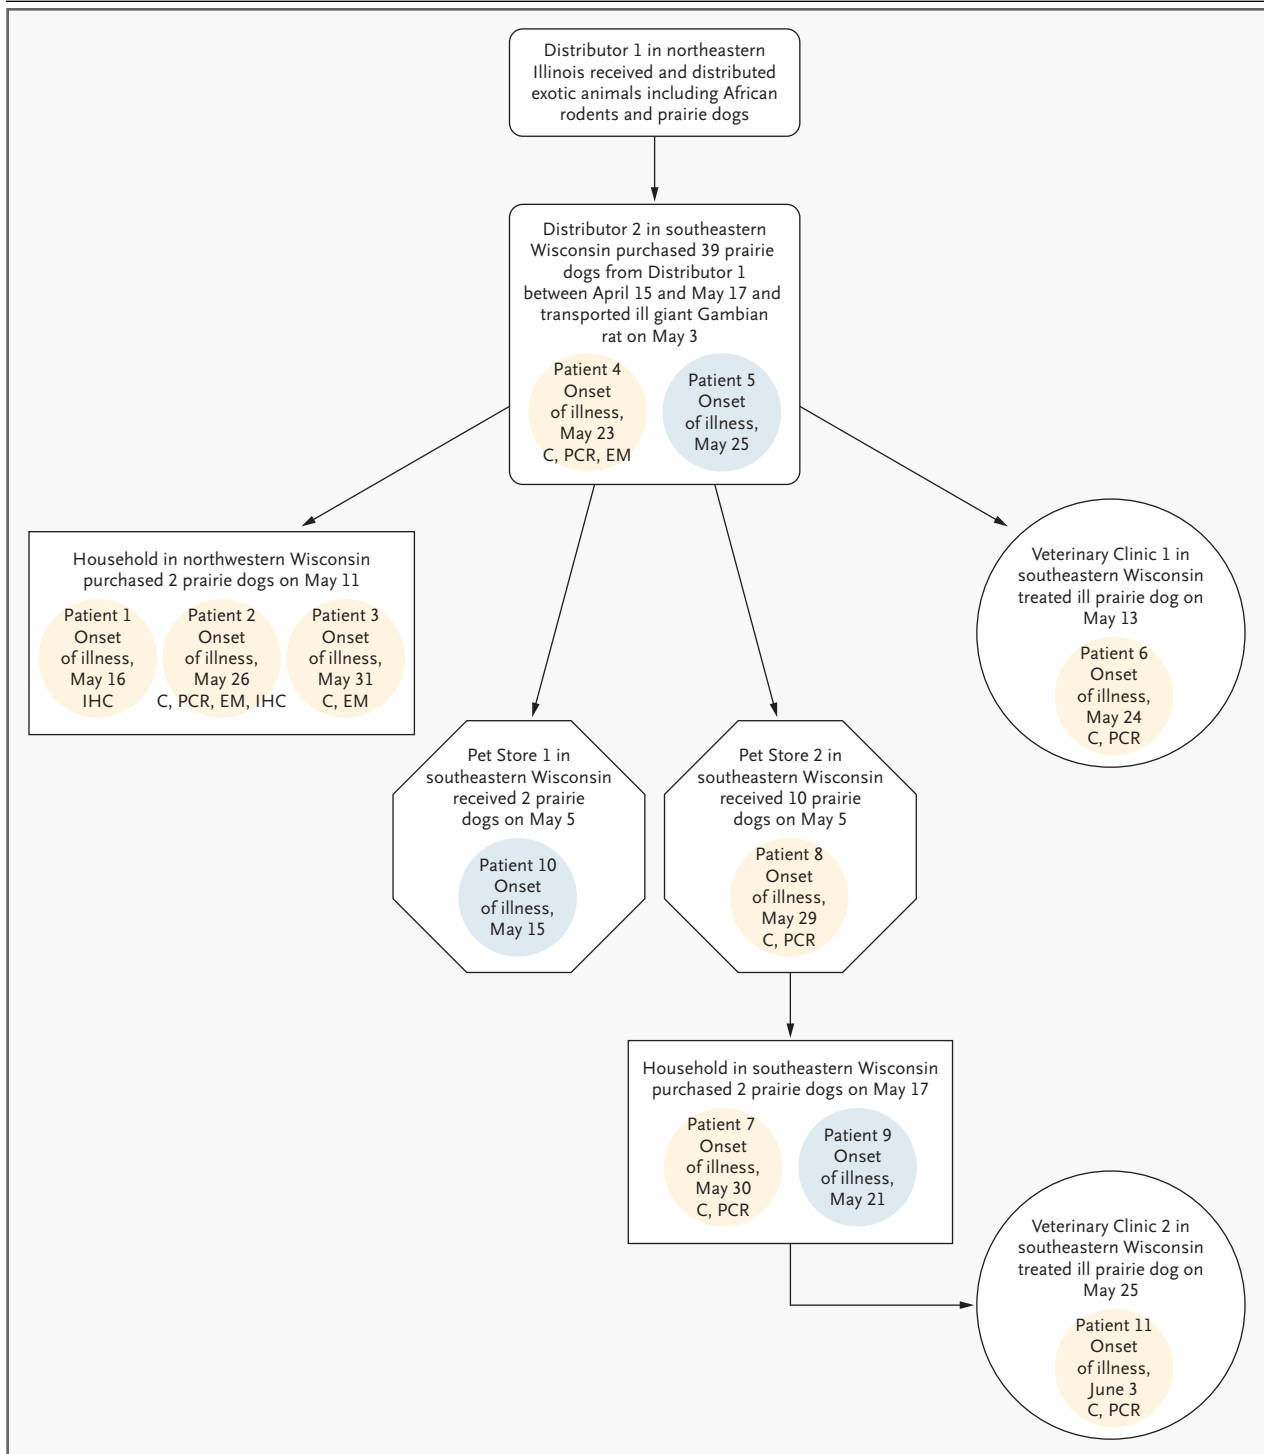 Distributor 1 in northeastern
Illinois received and distributed
exotic animals including African
rodents and prairie dogs
Distributor 2 in southeastern
Wisconsin purchased 39 prairie
dogs from Distributor 1
between April 15 and May 17 and
transported ill giant Gambian
rat on May 3
Patient 4
Onset
of illness,
May 23
C, PCR, EM
Patient 5
Onset
of illness,
May 25
Household in northwestern Wisconsin
purchased 2 prairie dogs on May 11
Patient 1
Onset
of illness,
May 16
IHC
Patient 2
Onset
of illness,
May 26
C, PCR, EM, IHC
Patient 3
Onset
of illness,
May 31
C, EM
Veterinary Clinic 1 in
southeastern Wisconsin
treated ill prairie dog on
May 13
Patient 6
Onset
of illness,
May 24
C, PCR
Pet Store 1 in
southeastern Wisconsin
received 2 prairie
dogs on May 5
Patient 10
Onset
of illness,
May 15
Pet Store 2 in
southeastern Wisconsin
received 10 prairie
dogs on May 5
Patient 8
Onset
of illness,
May 29
C, PCR
Household in southeastern Wisconsin
purchased 2 prairie dogs on May 17
Patient 7
Onset
of illness,
May 30
C, PCR
Patient 9
Onset
of illness,
May 21
Veterinary Clinic 2 in
southeastern Wisconsin
treated ill prairie dog on
May 25
Patient 11
Onset
of illness,
June 3
C, PCR